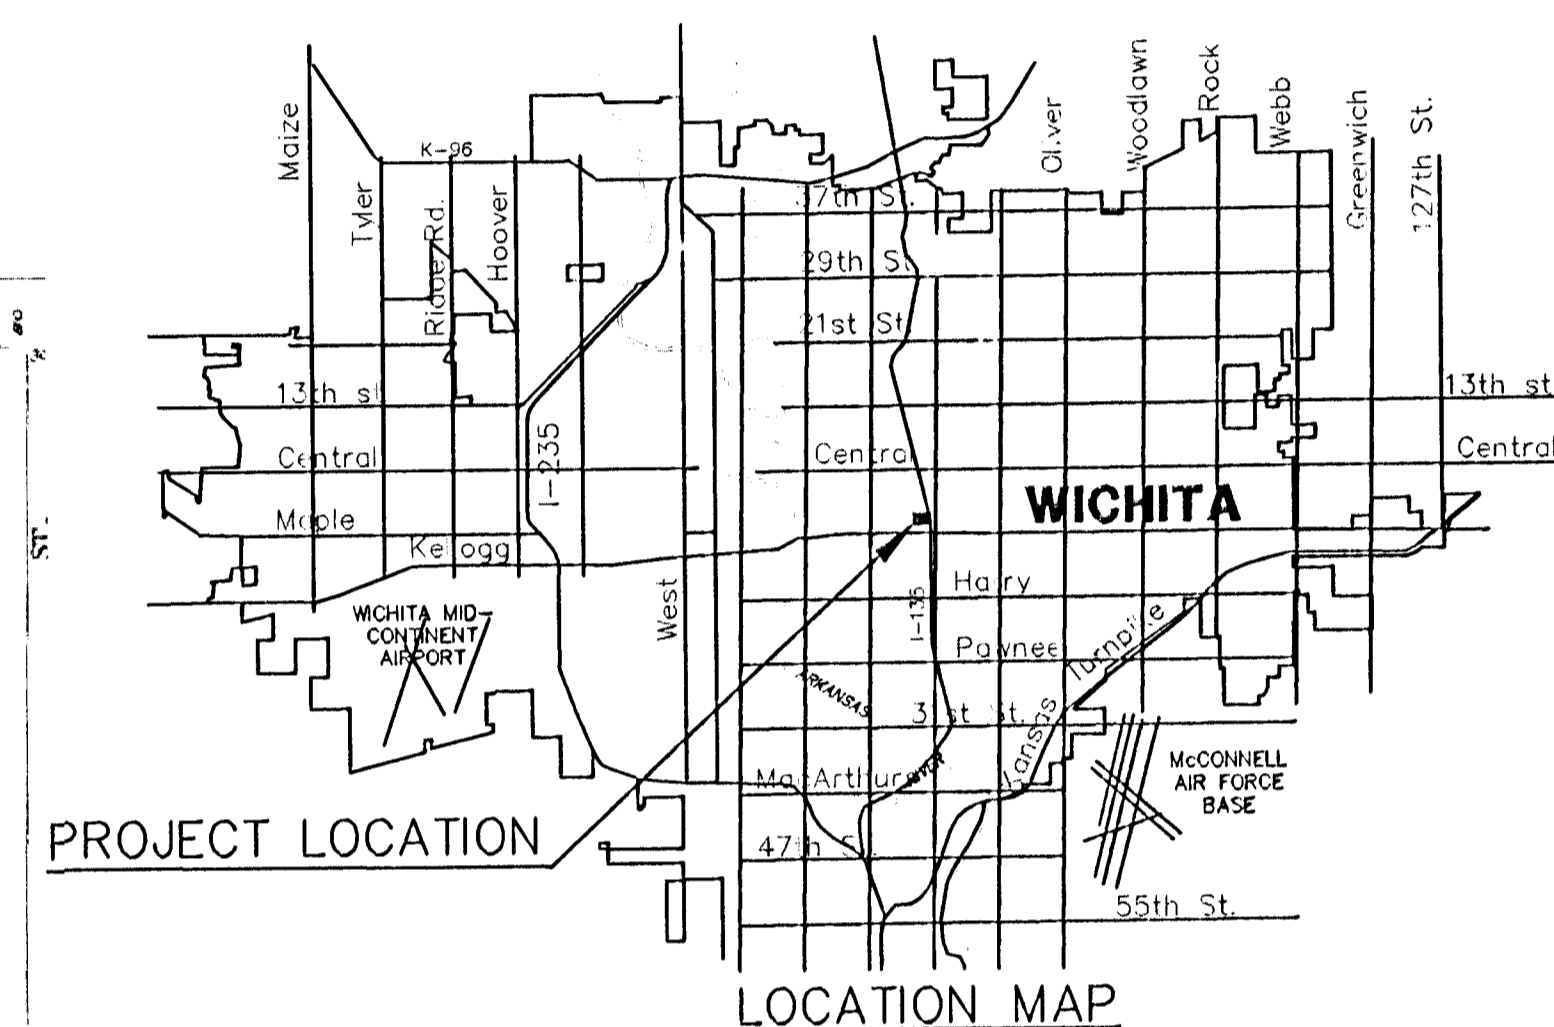 Maize
Tyler
K-96
Ridge Rd.
Hoover
Oliver
Woodlawn
Rock
Webb
Greenwich
127th St.
37th St.
29th St
21st St
13th st
13th st
Central
Central
Central
I-235
WICHITA
Maple
Kellogg
West
Harry
I-135
Pawnee
Kansas Turnpike
WICHITA MID-
CONTINENT
AIRPORT
ARKANSAS
RIVER
31st St.
MacArthur
McCONNELL
AIR FORCE
BASE
PROJECT LOCATION
47th St.
55th St.
LOCATION MAP
80
ST.